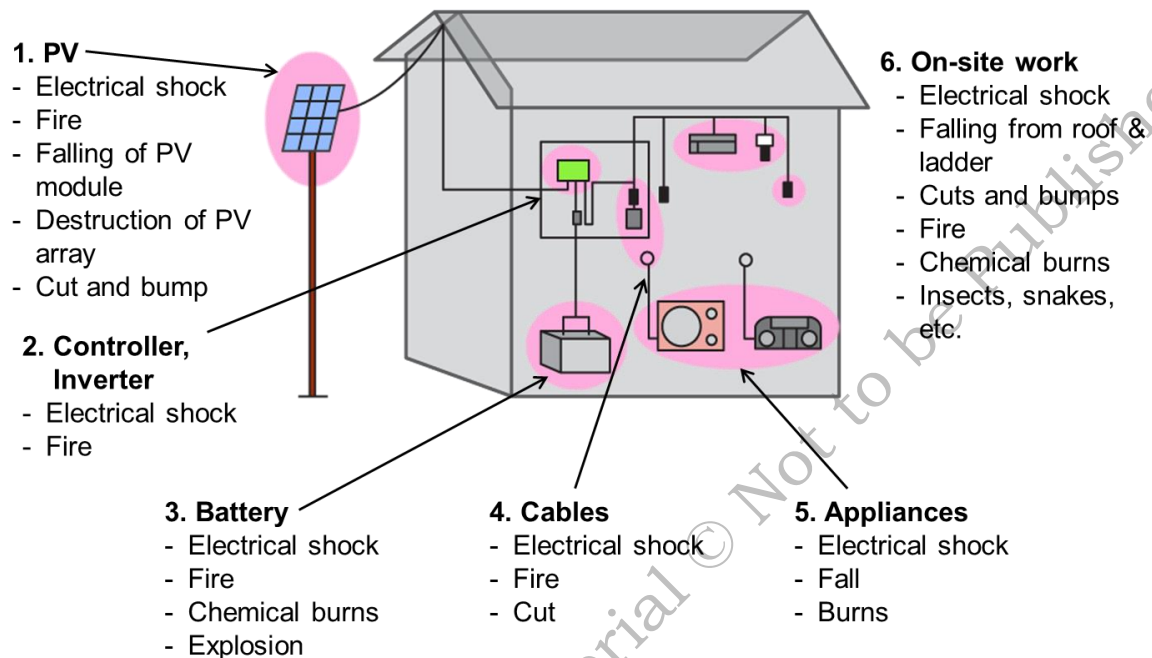 1. PV
- Electrical shock
- Fire
- Falling of PV
module
- Destruction of PV
array
- Cut and bump
2. Controller,
Inverter
- Electrical shock
- Fire
3. Battery
- Electrical shock
- Fire
- Chemical burns
- Explosion
4. Cables
- Electrical shock
- Fire
- Cut
5. Appliances
- Electrical shock
- Fall
- Burns
6. On-site work
- Electrical shock
- Falling from roof &
ladder
- Cuts and bumps
- Fire
- Chemical burns
- Insects, snakes,
etc.
© Not to be Publishe